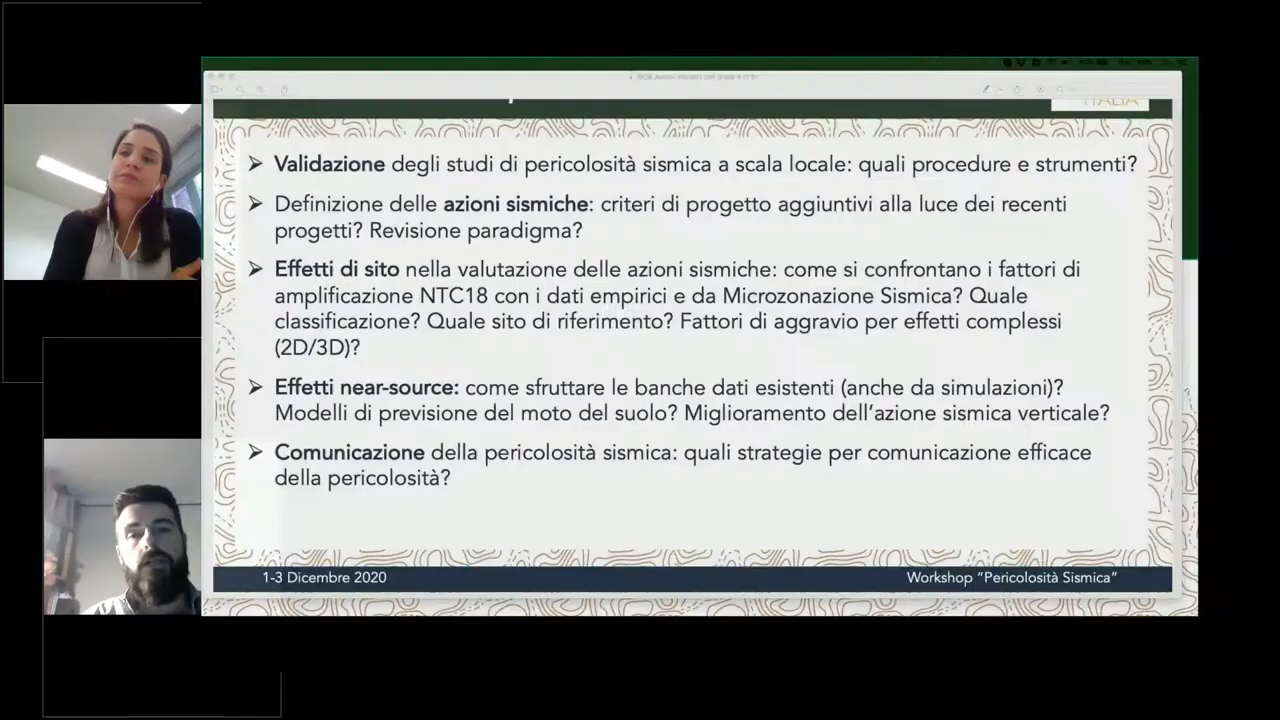 ITALIA
➢ Validazione degli studi di pericolosità sismica a scala locale: quali procedure e strumenti?
➢ Definizione delle azioni sismiche: criteri di progetto aggiuntivi alla luce dei recenti
progetti? Revisione paradigma?
➢ Effetti di sito nella valutazione delle azioni sismiche: come si confrontano i fattori di
amplificazione NTC18 con i dati empirici e da Microzonazione Sismica? Quale
classificazione? Quale sito di riferimento? Fattori di aggravio per effetti complessi
(2D/3D)?
➢ Effetti near-source: come sfruttare le banche dati esistenti (anche da simulazioni)?
Modelli di previsione del moto del suolo? Miglioramento dell’azione sismica verticale?
➢ Comunicazione della pericolosità sismica: quali strategie per comunicazione efficace
della pericolosità?
1-3 Dicembre 2020
Workshop “Pericolosità Sismica”